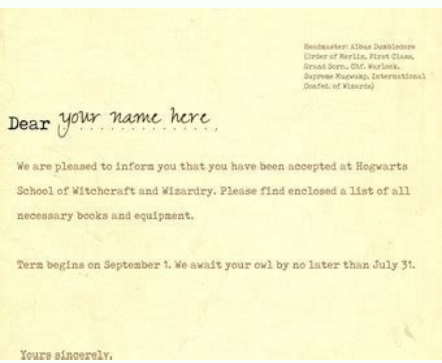 Headmaster: Albus Dumbledore
(Order of Merlin, First Class,
Grand Sorc., Chf. Warlock,
Supreme Mugwump, International
Confed. of Wizards)
Dear your name here,
We are pleased to inform you that you have been accepted at Hogwarts
School of Witchcraft and Wizardry. Please find enclosed a list of all
necessary books and equipment.
Term begins on September 1. We await your owl by no later than July 31.
Yours sincerely,